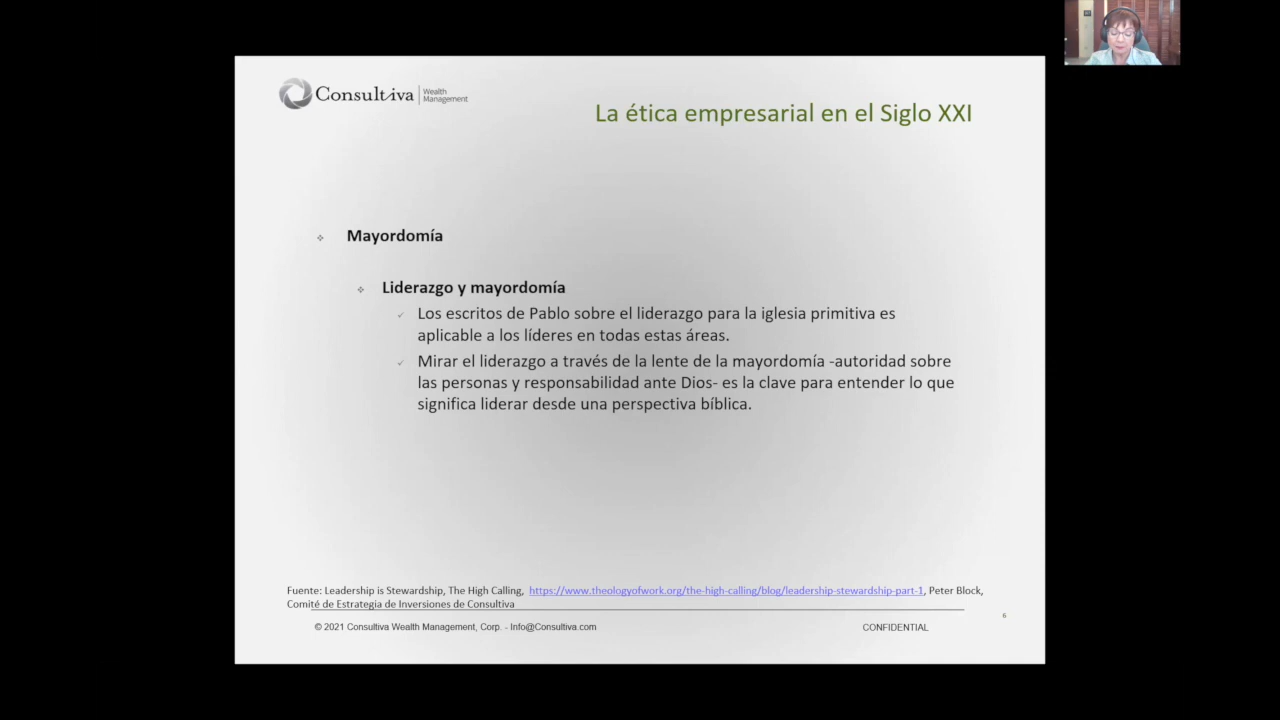 Consultiva Wealth
Management
La ética empresarial en el Siglo XXI
Mayordomía
Liderazgo y mayordomía
Los escritos de Pablo sobre el liderazgo para la iglesia primitiva es
aplicable a los líderes en todas estas áreas.
Mirar el liderazgo a través de la lente de la mayordomía -autoridad sobre
las personas y responsabilidad ante Dios- es la clave para entender lo que
significa liderar desde una perspectiva bíblica.
Fuente: Leadership is Stewardship, The High Calling, https://www.theologyofwork.org/the-high-calling/blog/leadership-stewardship-part-1, Peter Block,
Comité de Estrategia de Inversiones de Consultiva
6
© 2021 Consultiva Wealth Management, Corp. - Info@Consultiva.com CONFIDENTIAL